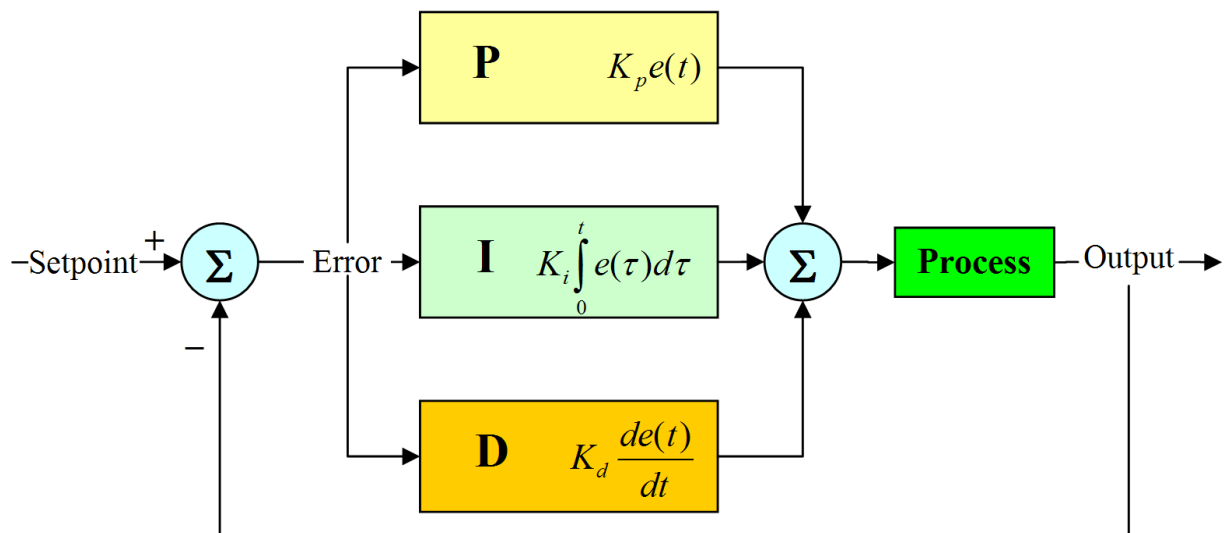 P K_p e(t)
–Setpoint + Σ Error I K_i ∫_0^t e(τ)dτ Σ Process Output
–
D K_d de(t)/dt